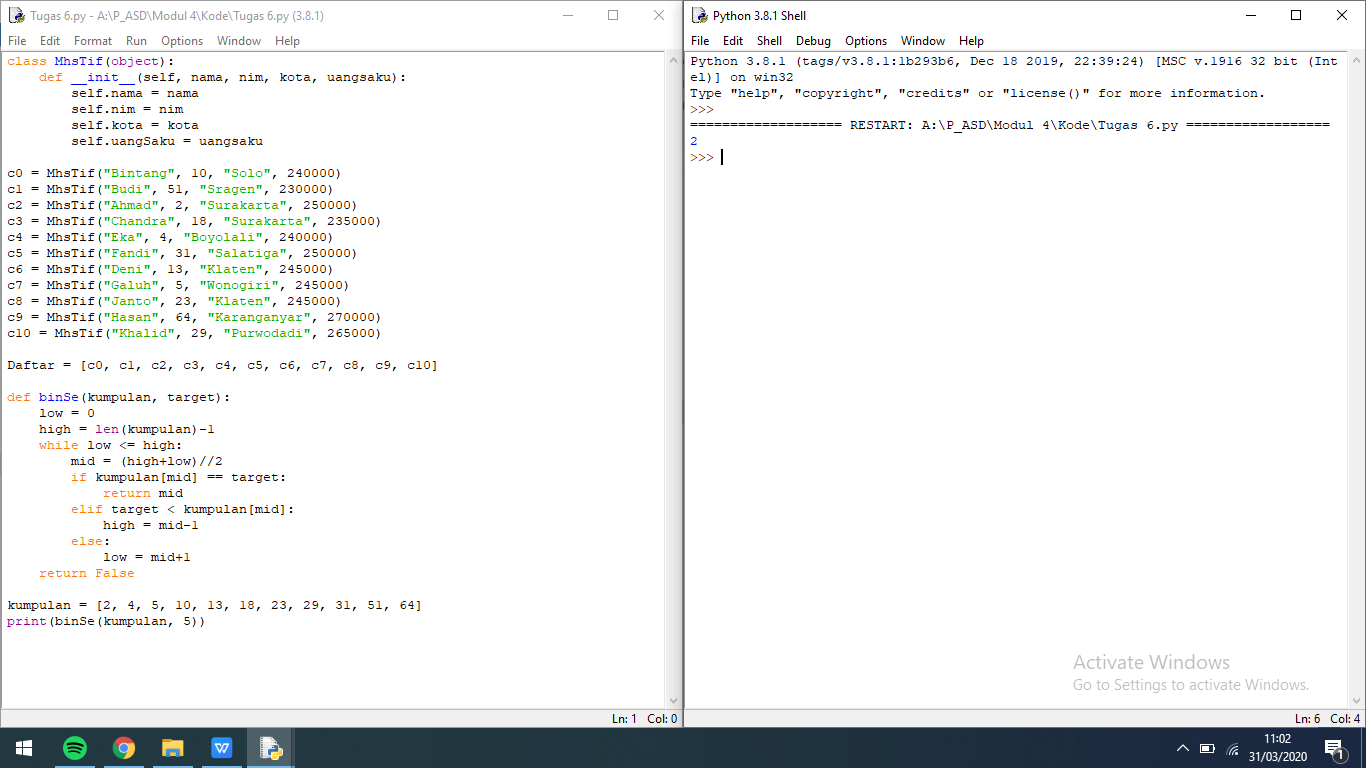 Tugas 6.py - A:\P_ASD\Modul 4\Kode\Tugas 6.py (3.8.1)
File Edit Format Run Options Window Help
class MhsTif(object):
    def __init__(self, nama, nim, kota, uangsaku):
        self.nama = nama
        self.nim = nim
        self.kota = kota
        self.uangSaku = uangsaku
c0 = MhsTif("Bintang", 10, "Solo", 240000)
c1 = MhsTif("Budi", 51, "Sragen", 230000)
c2 = MhsTif("Ahmad", 2, "Surakarta", 250000)
c3 = MhsTif("Chandra", 18, "Surakarta", 235000)
c4 = MhsTif("Eka", 4, "Boyolali", 240000)
c5 = MhsTif("Fandi", 31, "Salatiga", 250000)
c6 = MhsTif("Deni", 13, "Klaten", 245000)
c7 = MhsTif("Galuh", 5, "Wonogiri", 245000)
c8 = MhsTif("Janto", 23, "Klaten", 245000)
c9 = MhsTif("Hasan", 64, "Karanganyar", 270000)
c10 = MhsTif("Khalid", 29, "Purwodadi", 265000)
Daftar = [c0, c1, c2, c3, c4, c5, c6, c7, c8, c9, c10]
def binSe(kumpulan, target):
    low = 0
    high = len(kumpulan)-1
    while low <= high:
        mid = (high+low)//2
        if kumpulan[mid] == target:
            return mid
        elif target < kumpulan[mid]:
            high = mid-1
        else:
            low = mid+1
    return False
kumpulan = [2, 4, 5, 10, 13, 18, 23, 29, 31, 51, 64]
print(binSe(kumpulan, 5))
Ln: 1 Col: 0
Python 3.8.1 Shell
File Edit Shell Debug Options Window Help
Python 3.8.1 (tags/v3.8.1:1b293b6, Dec 18 2019, 22:39:24) [MSC v.1916 32 bit (Int
el)] on win32
Type "help", "copyright", "credits" or "license()" for more information.
>>>
=================== RESTART: A:\P_ASD\Modul 4\Kode\Tugas 6.py ==================
2
>>>
Activate Windows
Go to Settings to activate Windows.
Ln: 6 Col: 4
11:02
31/03/2020
1